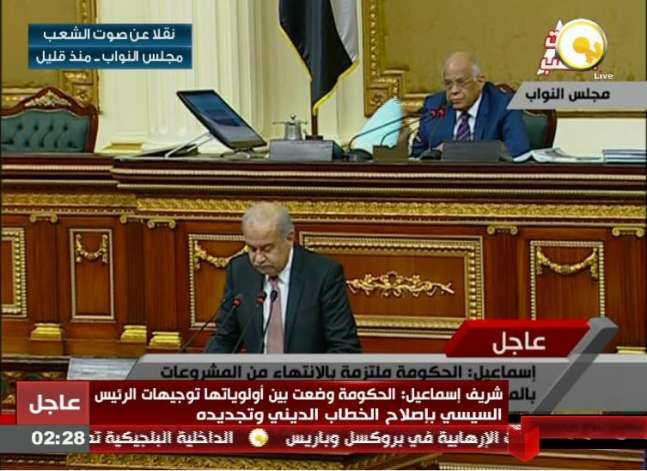 نقلا عن صوت الشعب
مجلس النواب - منذ قليل
Live
مجلس النواب
عاجل
إسماعيل: الحكومة ملتزمة بالانتهاء من المشروعات
عاجل
شريف إسماعيل: الحكومة وضعت بين أولوياتها توجيهات الرئيس
السيسي بإصلاح الخطاب الديني وتجديده
02:28
الإرهابية في بروكسل وباريس
الداخلية البلجيكية